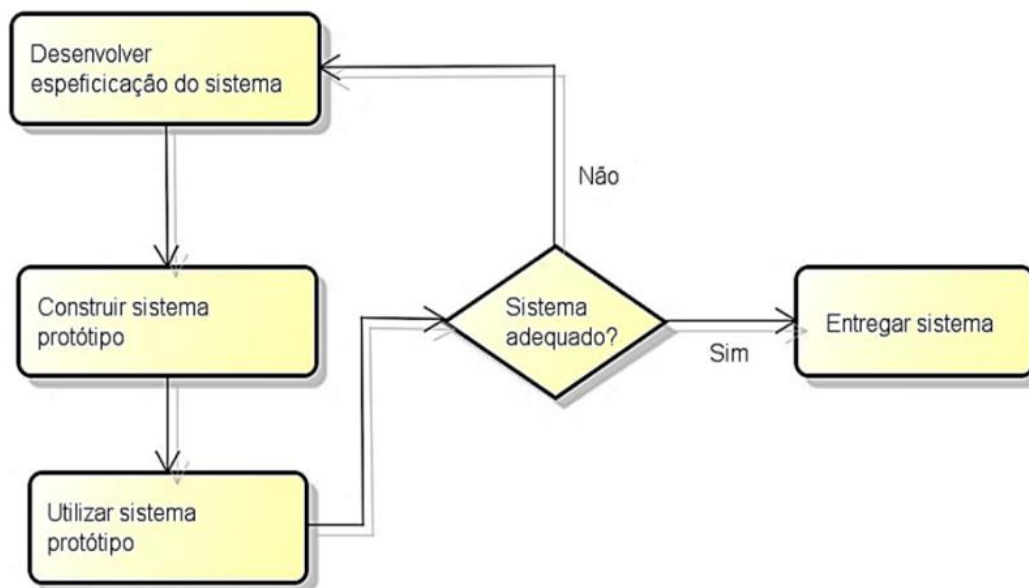 Desenvolver
espeficicação do sistema
Não
Construir sistema
protótipo
Sistema
adequado?
Sim
Entregar sistema
Utilizar sistema
protótipo